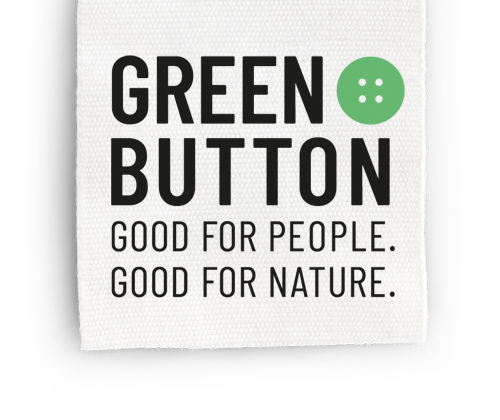 GREEN
BUTTON
GOOD FOR PEOPLE.
GOOD FOR NATURE.